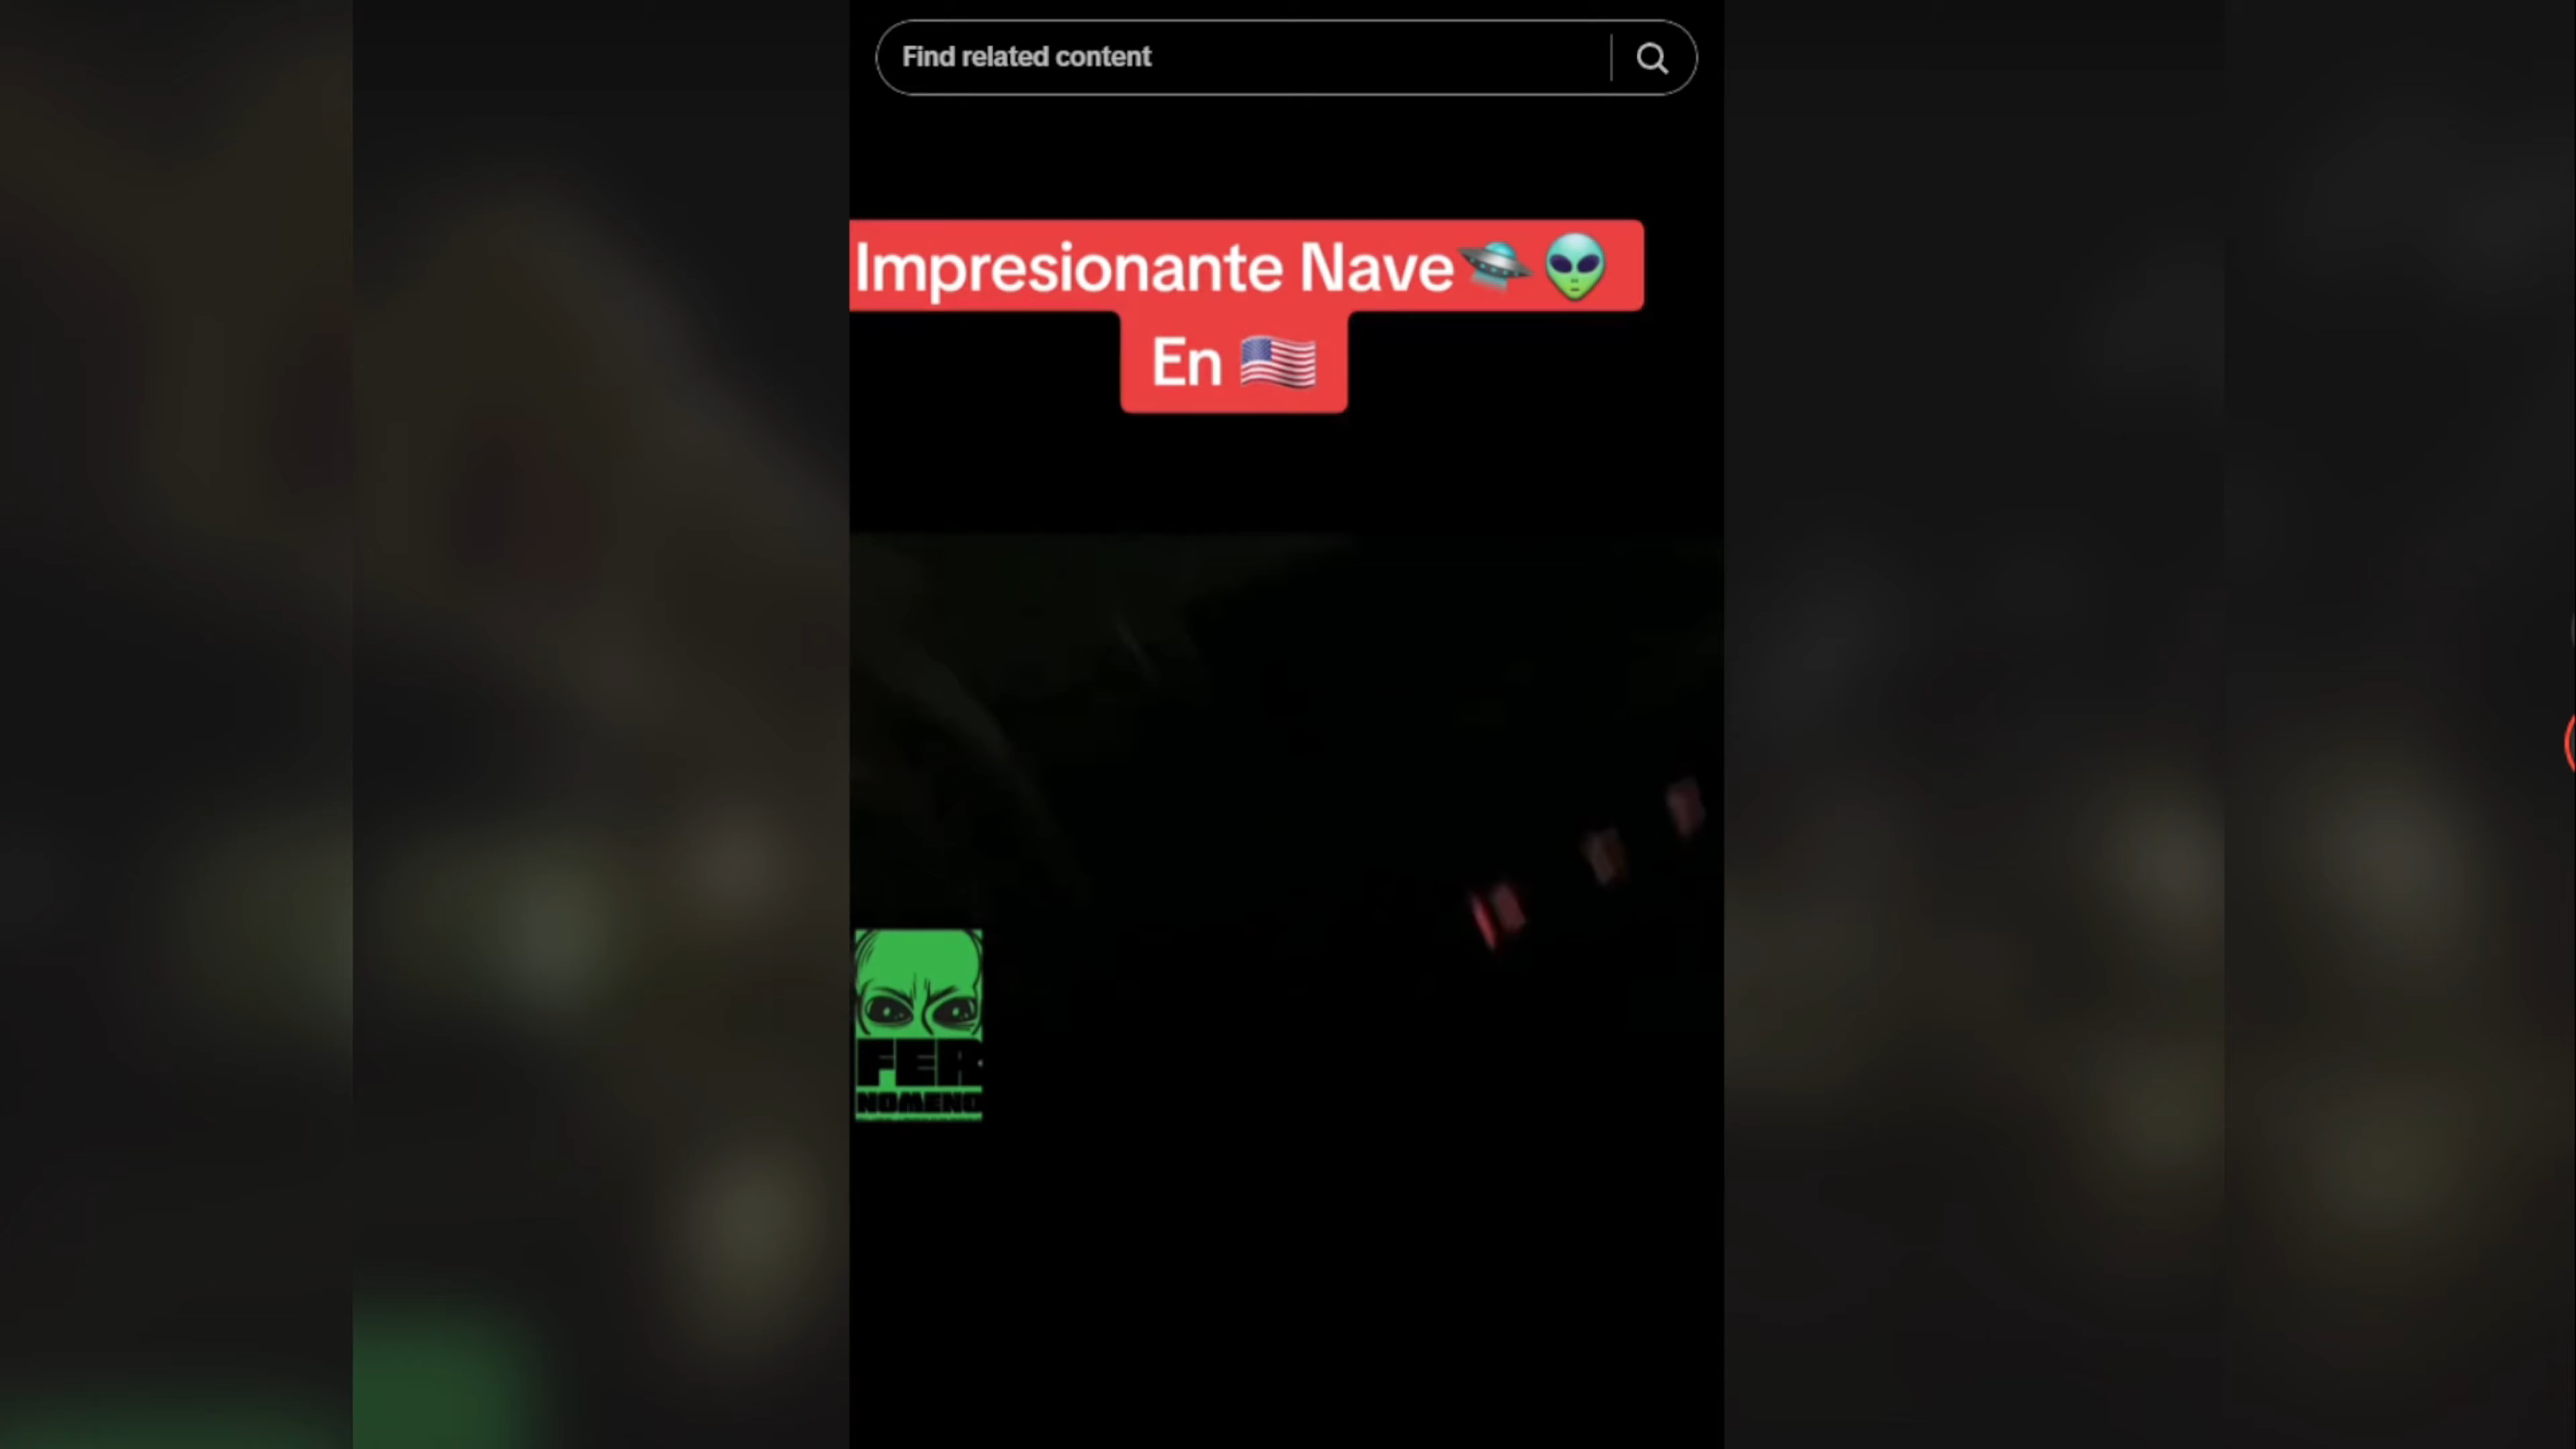 Find related content
Impresionante Nave🛸👽
En 🇺🇸
FER
NOMENO